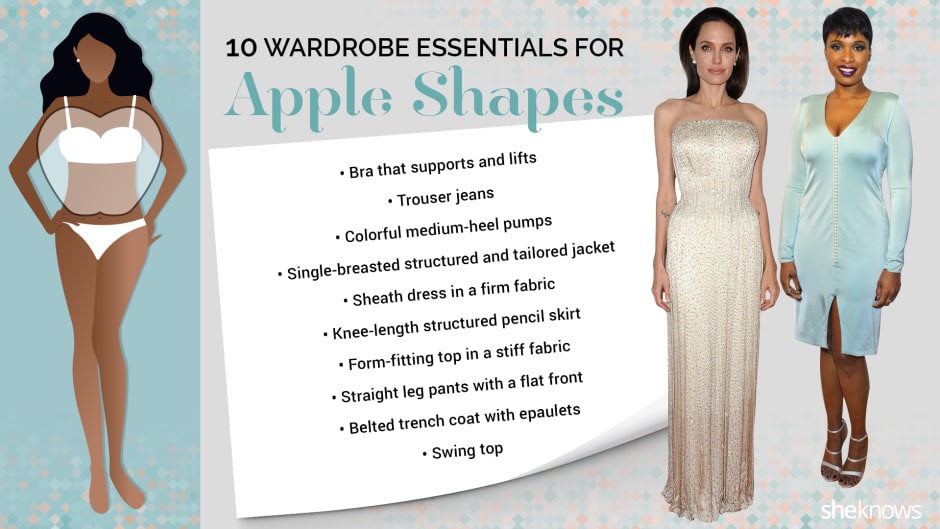 10 WARDROBE ESSENTIALS FOR
Apple Shapes
• Bra that supports and lifts
• Trouser jeans
• Colorful medium-heel pumps
• Single-breasted structured and tailored jacket
• Sheath dress in a firm fabric
• Knee-length structured pencil skirt
• Form-fitting top in a stiff fabric
• Straight leg pants with a flat front
• Belted trench coat with epaulets
• Swing top
sheknows